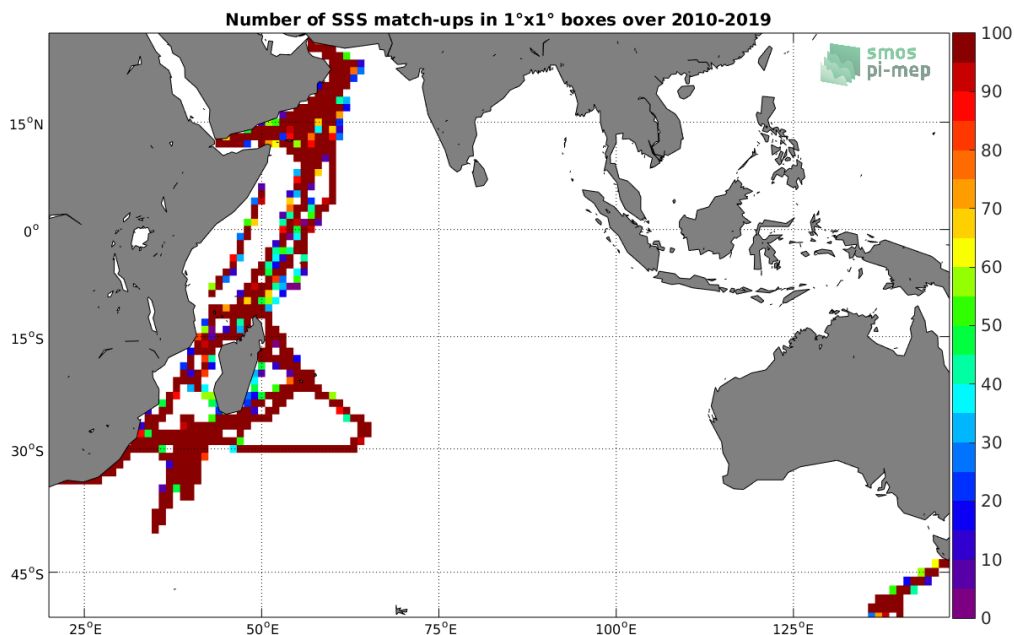 Number of SSS match-ups in 1°x1° boxes over 2010-2019
smos
pi-mep
15°N
0°
15°S
30°S
45°S
25°E
50°E
75°E
100°E
125°E
100
90
80
70
60
50
40
30
20
10
0